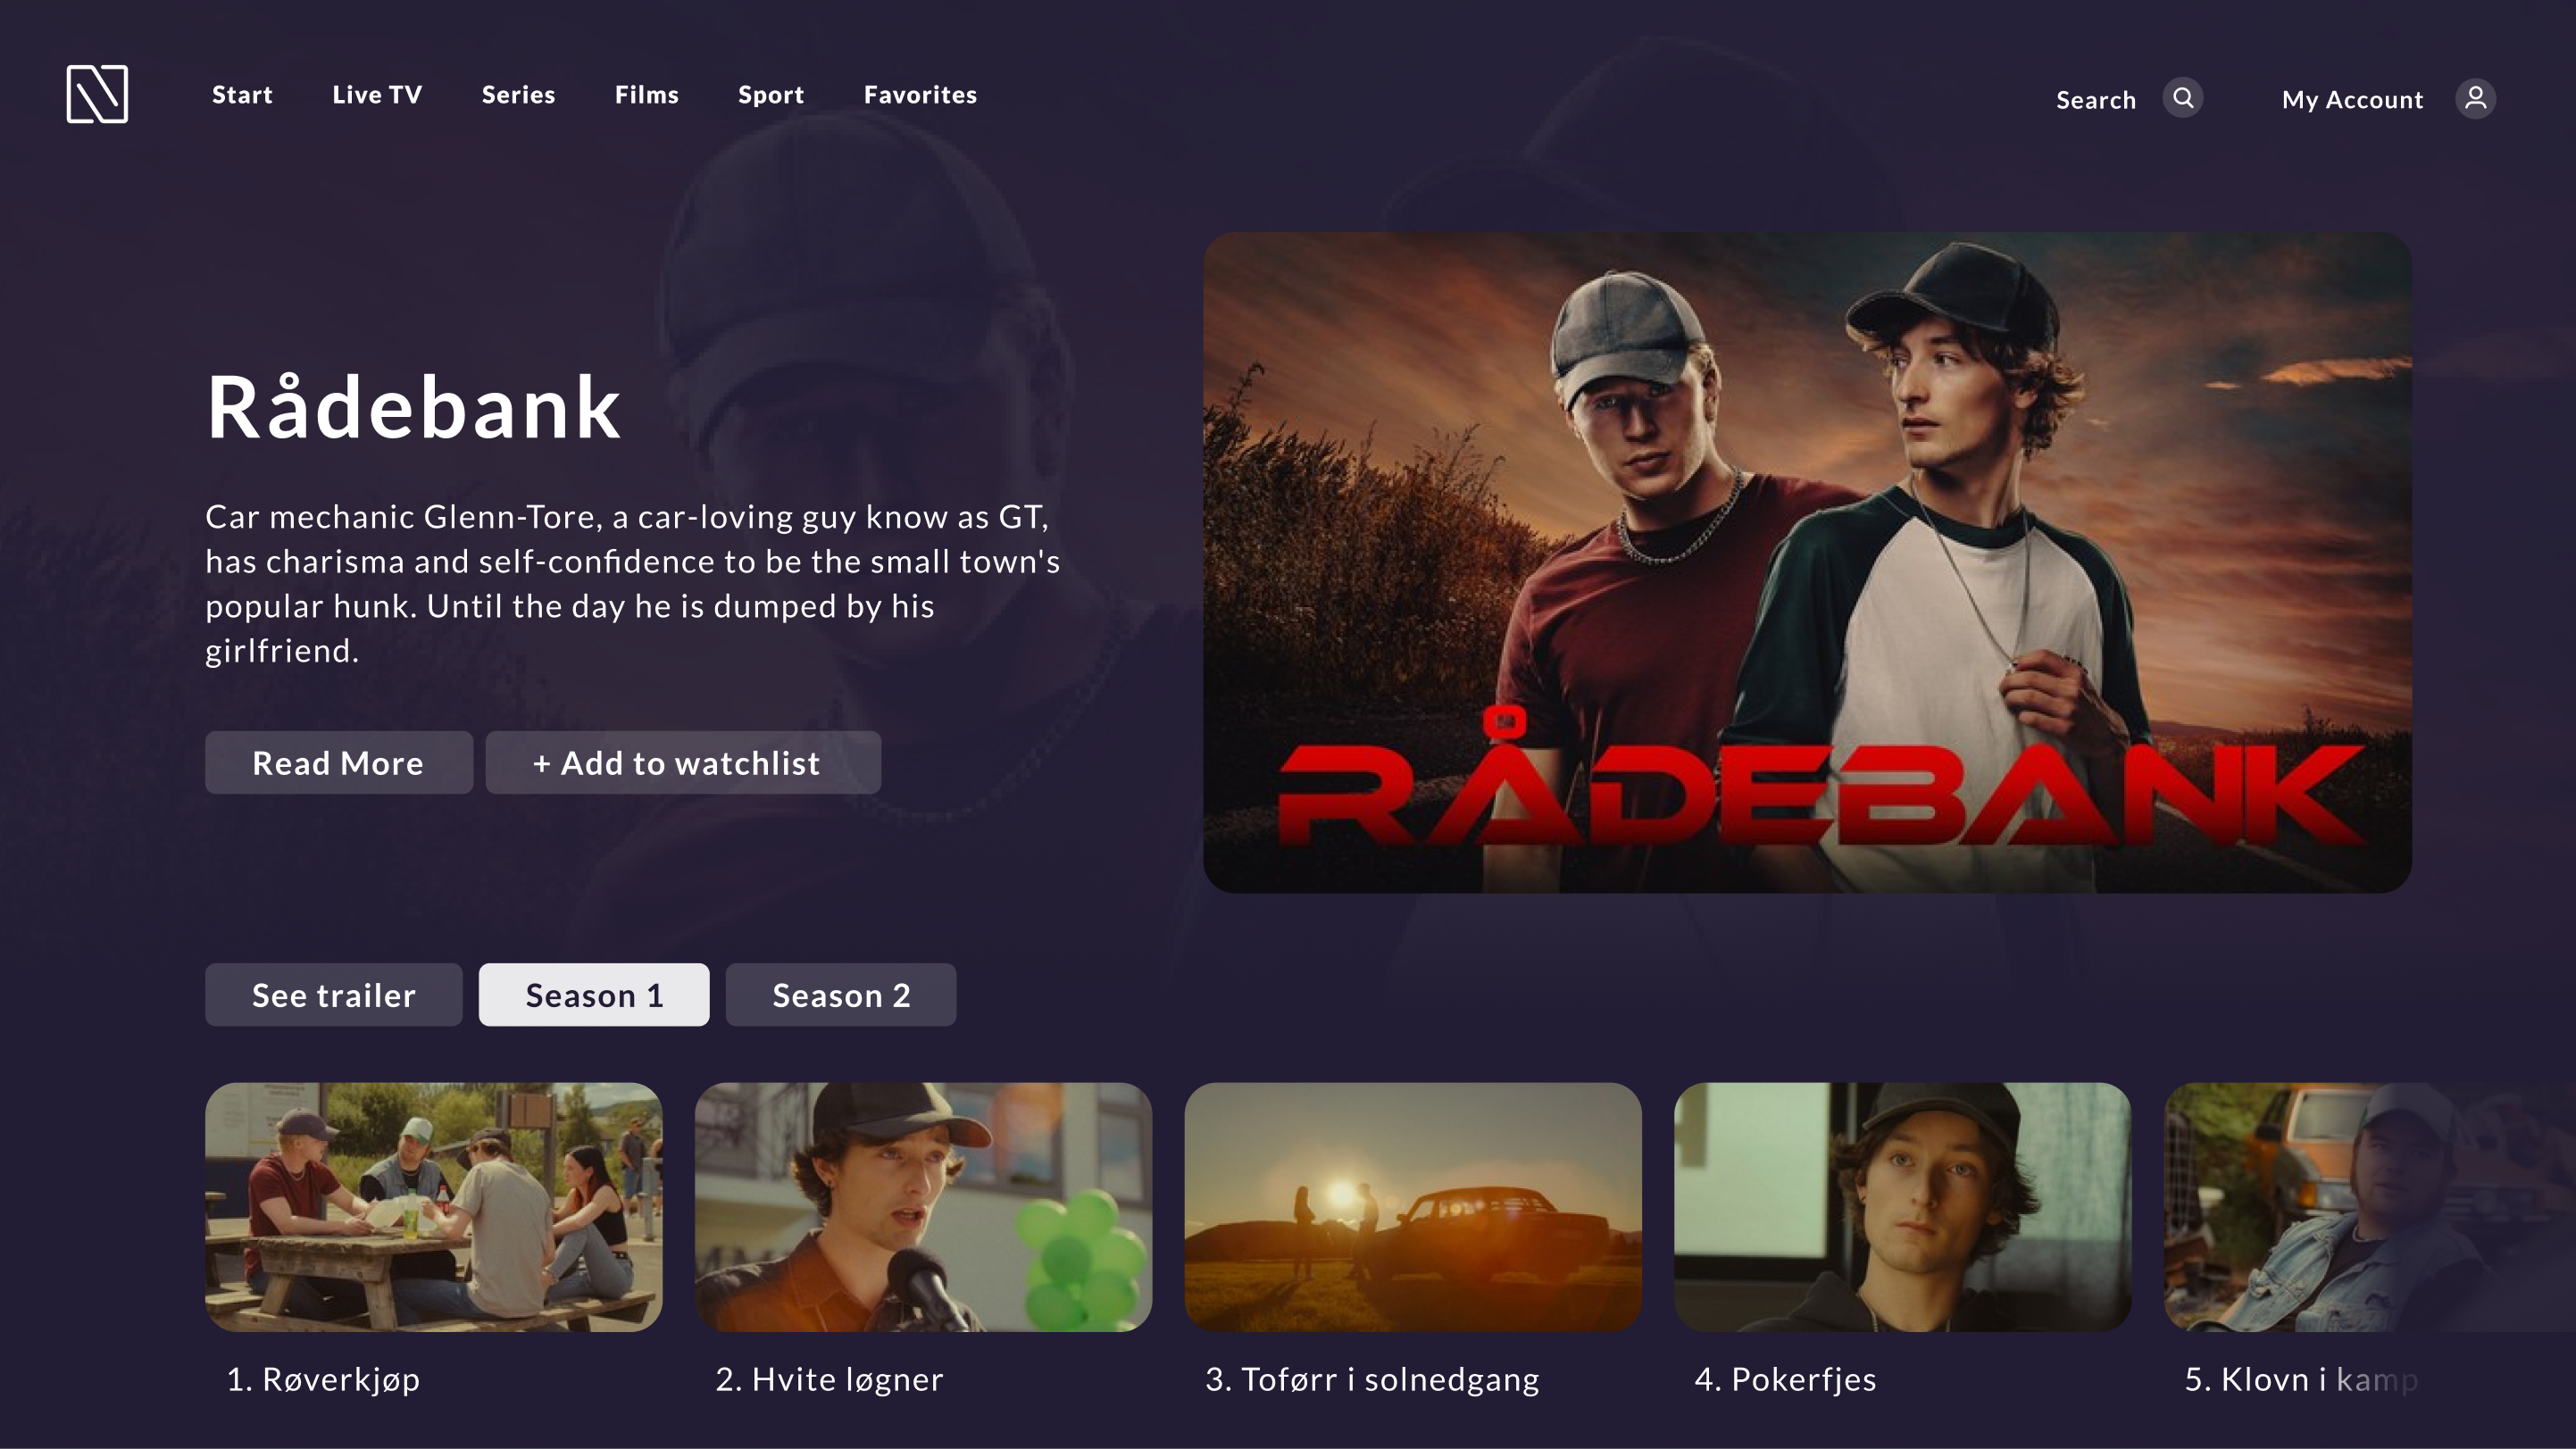 Start
Live TV
Series
Films
Sport
Favorites
Search
My Account
Rådebank
Car mechanic Glenn-Tore, a car-loving guy know as GT,
has charisma and self-confidence to be the small town's
popular hunk. Until the day he is dumped by his
girlfriend.
Read More
+ Add to watchlist
RÅDEBANK
See trailer
Season 1
Season 2
1. Røverkjøp
2. Hvite løgner
3. Toførr i solnedgang
4. Pokerfjes
5. Klovn i kamp